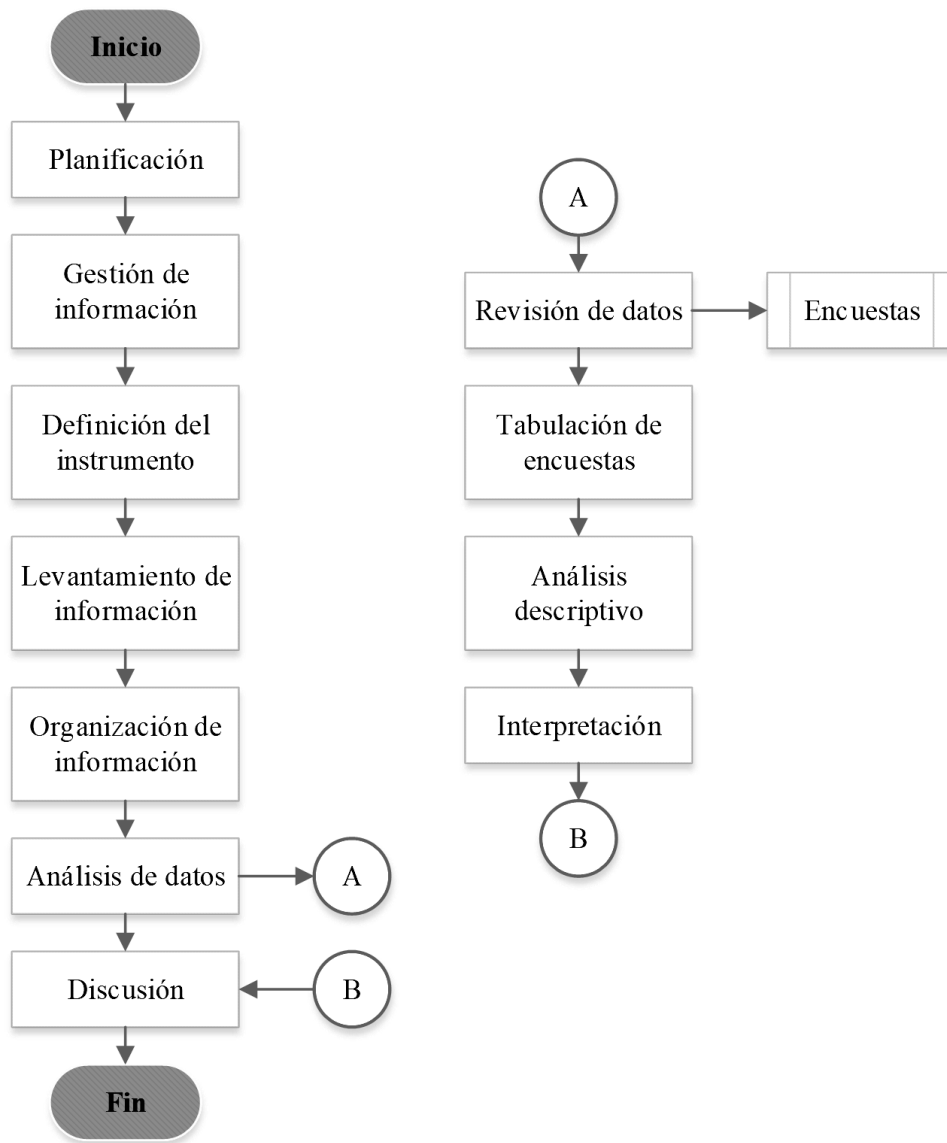 Inicio
Planificación
Gestión de
información
Definición del
instrumento
Levantamiento de
información
Organización de
información
Análisis de datos
A
Discusión
B
Fin
A
Revisión de datos
Encuestas
Tabulación de
encuestas
Análisis
descriptivo
Interpretación
B